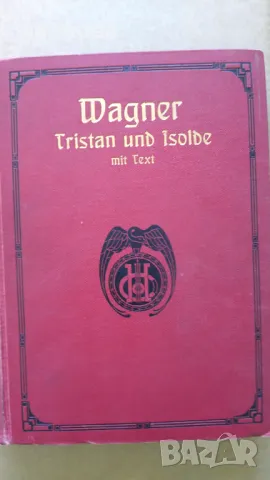 Wagner
Tristan und Isolde
mit Text
BAZAR